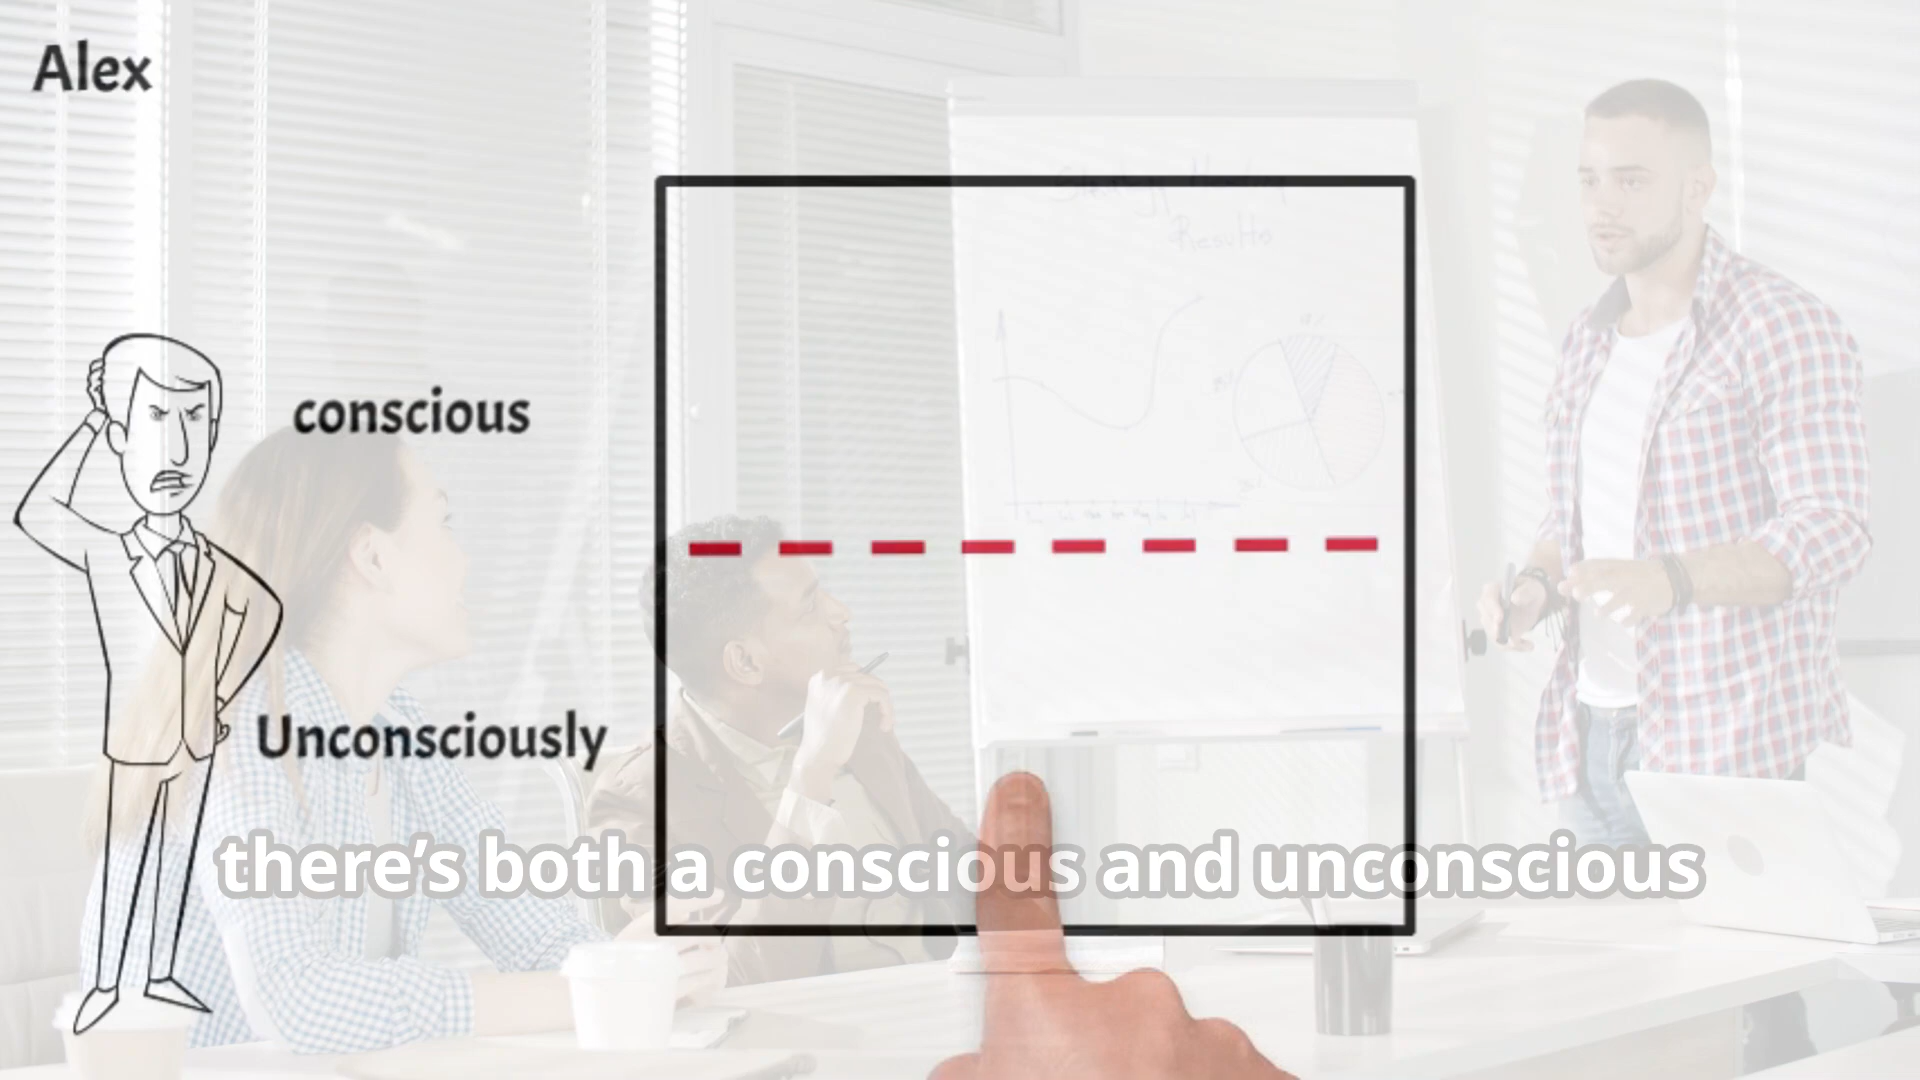 Alex
conscious
Unconsciously
there’s both a conscious and unconscious